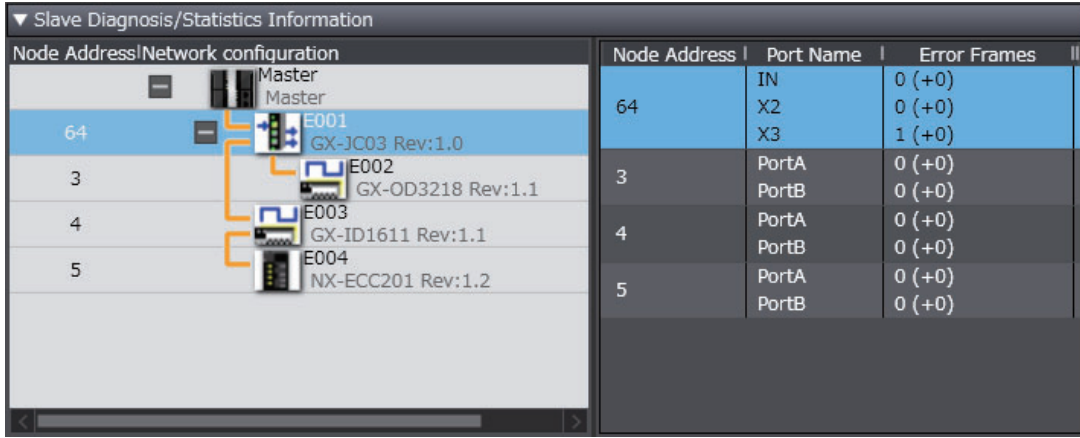 ▼ Slave Diagnosis/Statistics Information
Node Address|Network configuration
Master
Master
64
E001
GX-JC03 Rev:1.0
3
E002
GX-OD3218 Rev:1.1
4
E003
GX-ID1611 Rev:1.1
5
E004
NX-ECC201 Rev:1.2
Node Address | Port Name | Error Frames
64
IN 0 (+0)
X2 0 (+0)
X3 1 (+0)
3
PortA 0 (+0)
PortB 0 (+0)
4
PortA 0 (+0)
PortB 0 (+0)
5
PortA 0 (+0)
PortB 0 (+0)